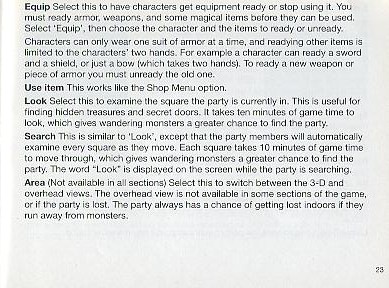 Equip Select this to have characters get equipment ready or stop using it. You
must ready armor, weapons, and some magical items before they can be used.
Select 'Equip', then choose the character and the items to ready or unready.
Characters can only wear one suit of armor at a time, and readying other items is
limited to the characters' two hands. For example a character can ready a sword
and a shield, or just a bow (which takes two hands). To ready a new weapon or
piece of armor you must unready the old one.
Use item This works like the Shop Menu option.
Look Select this to examine the square the party is currently in. This is useful for
finding hidden treasures and secret doors. It takes ten minutes of game time to
look, which gives wandering monsters a greater chance to find the party.
Search This is similar to 'Look', except that the party members will automatically
examine every square as they move. Each square takes 10 minutes of game time
to move through, which gives wandering monsters a greater chance to find the
party. The word "Look" is displayed on the screen while the party is searching.
Area (Not available in all sections) Select this to switch between the 3-D and
overhead views. The overhead view is not available in some sections of the game,
or if the party is lost. The party always has a chance of getting lost indoors if they
run away from monsters.
23